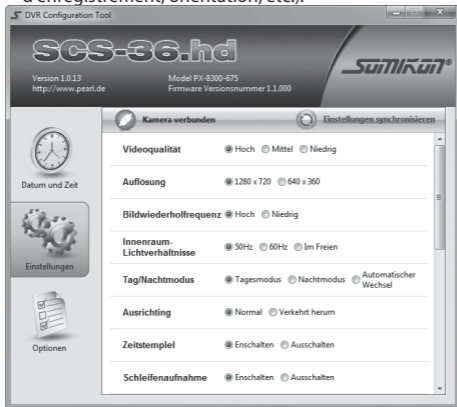 d'enregistrement, orientation, etc.).
DVR Configuration Tool
SCS-36.hd
sumikon®
Version 1.0.13
http://www.pearl.de
Model PX-8300-675
Firmware Versionsnummer 1.1.000
Kamera verbunden
Einstellungen synchronisieren
Datum und Zeit
Einstellungen
Optionen
Videoqualität Hoch Mittel Niedrig
Auflösung 1280 x 720 640 x 360
Bildwiederholfrequenz Hoch Niedrig
Innenraum-
Lichtverhältnisse 50Hz 60Hz Im Freien
Tag/Nachtmodus Tagesmodus Nachtmodus Automatischer
Wechsel
Ausrichting Normal Verkehrt herum
Zeitstemplel Enschalten Ausschalten
Schleifenaufnahme Enschalten Ausschalten